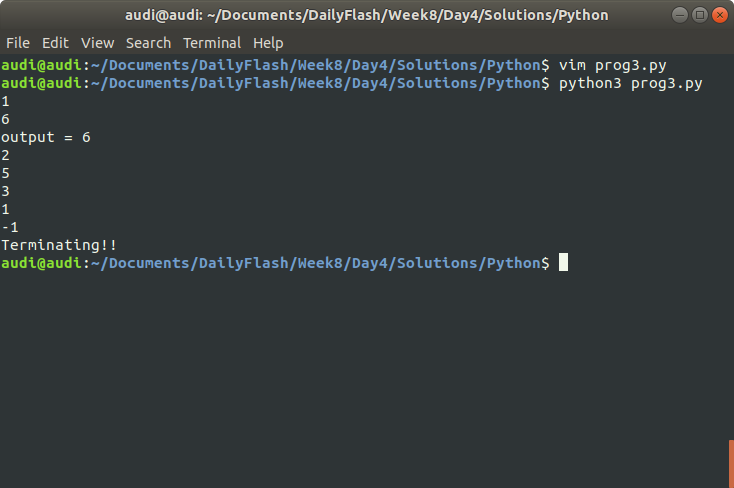 audi@audi: ~/Documents/DailyFlash/Week8/Day4/Solutions/Python
File Edit View Search Terminal Help
audi@audi:~/Documents/DailyFlash/Week8/Day4/Solutions/Python$ vim prog3.py
audi@audi:~/Documents/DailyFlash/Week8/Day4/Solutions/Python$ python3 prog3.py
1
6
output = 6
2
5
3
1
-1
Terminating!!
audi@audi:~/Documents/DailyFlash/Week8/Day4/Solutions/Python$